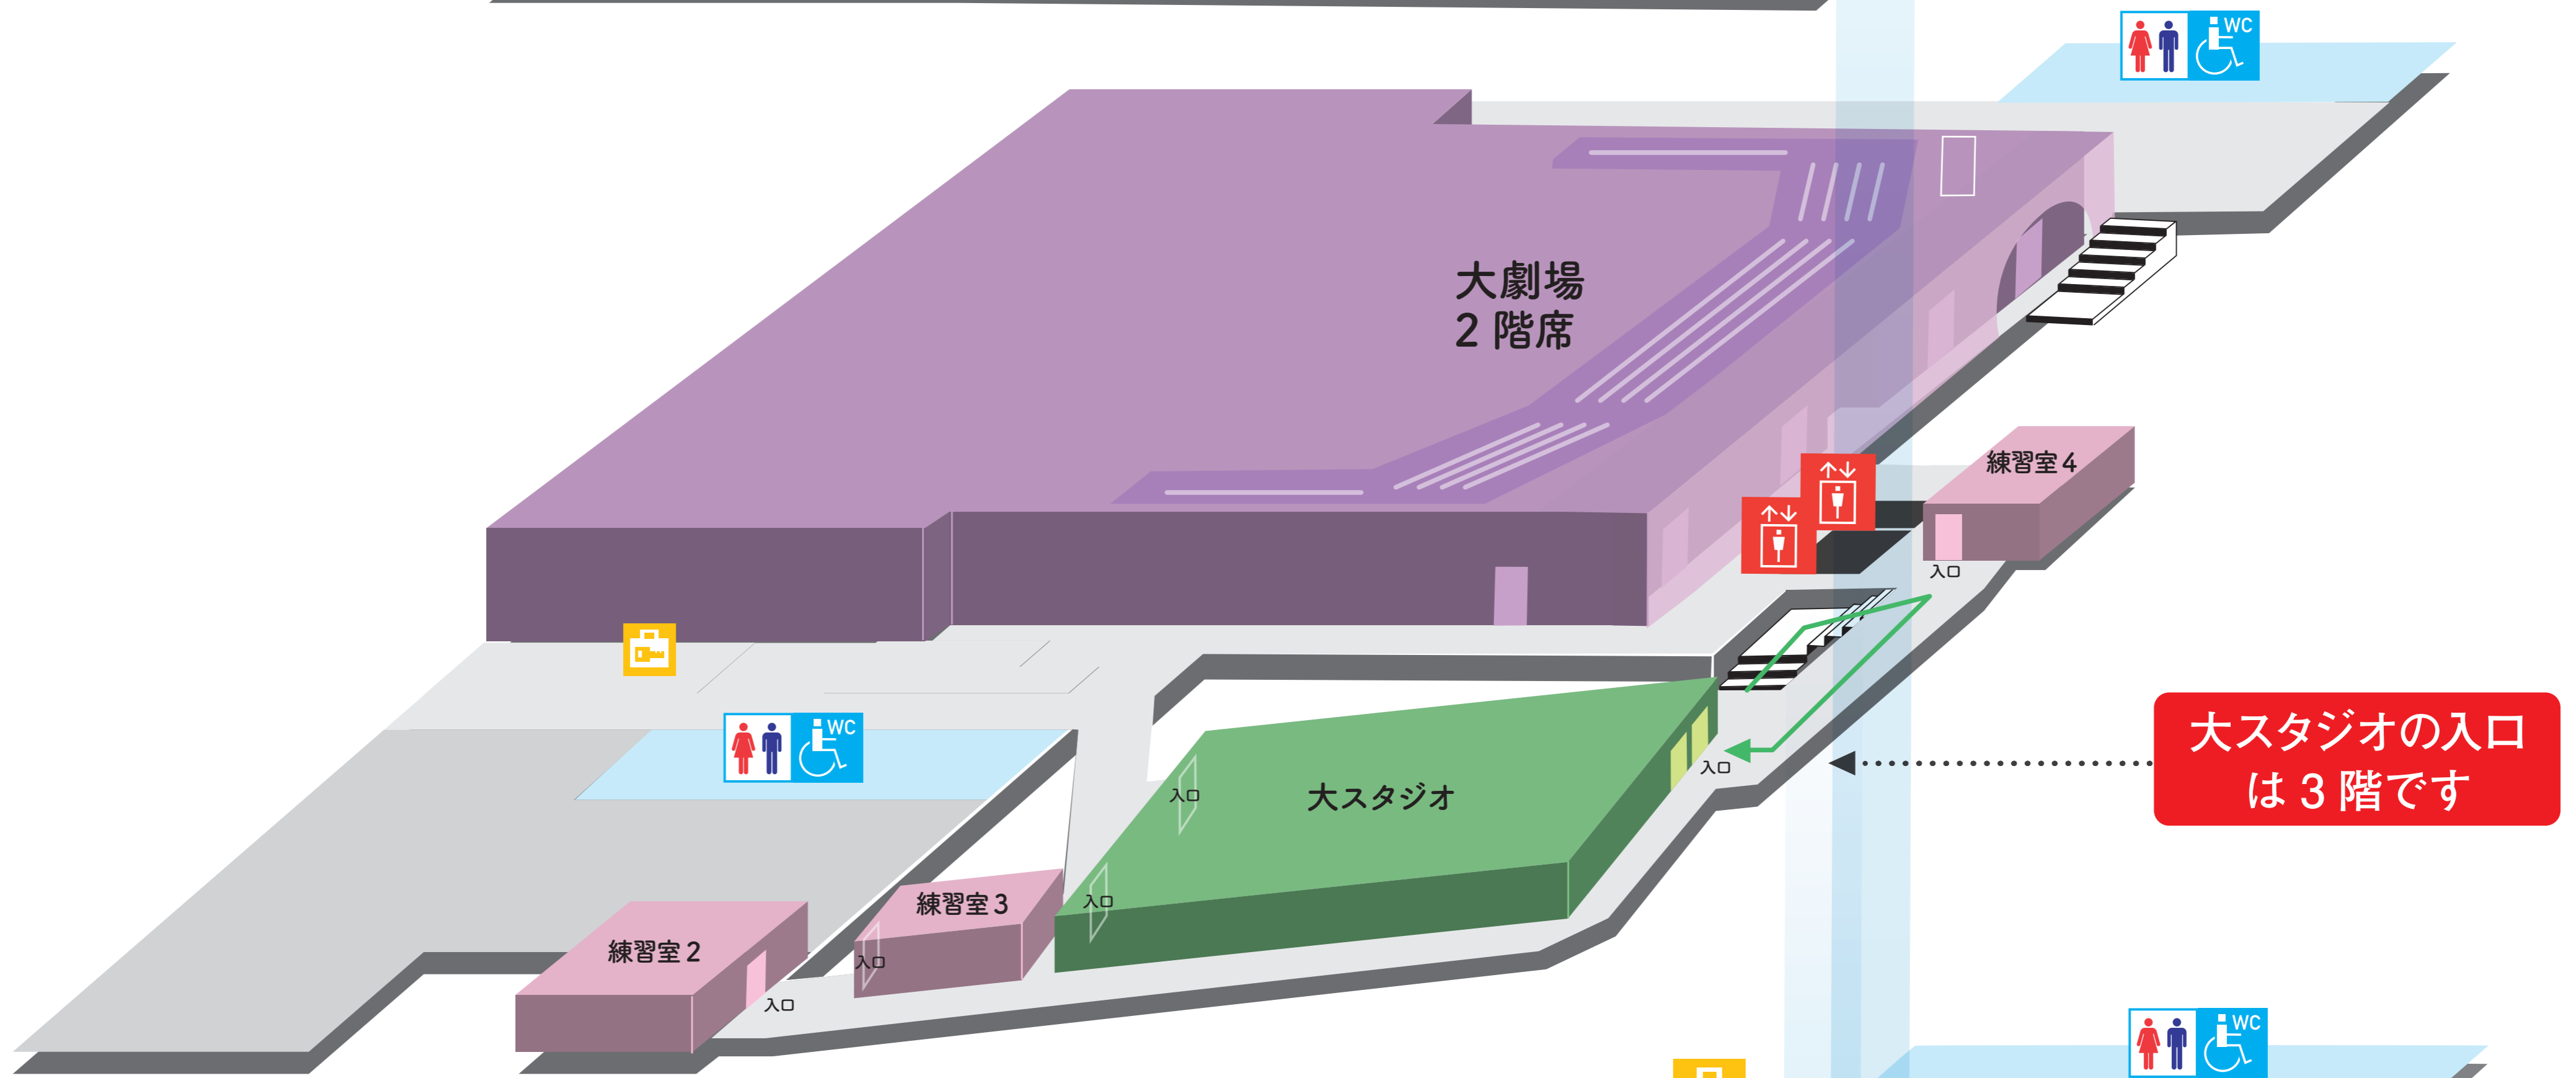 WC
大劇場
2 階席
練習室 4
入口
大スタジオの入口
は 3 階です
WC
入口
入口
大スタジオ
入口
練習室 3
練習室 2
入口
入口
WC